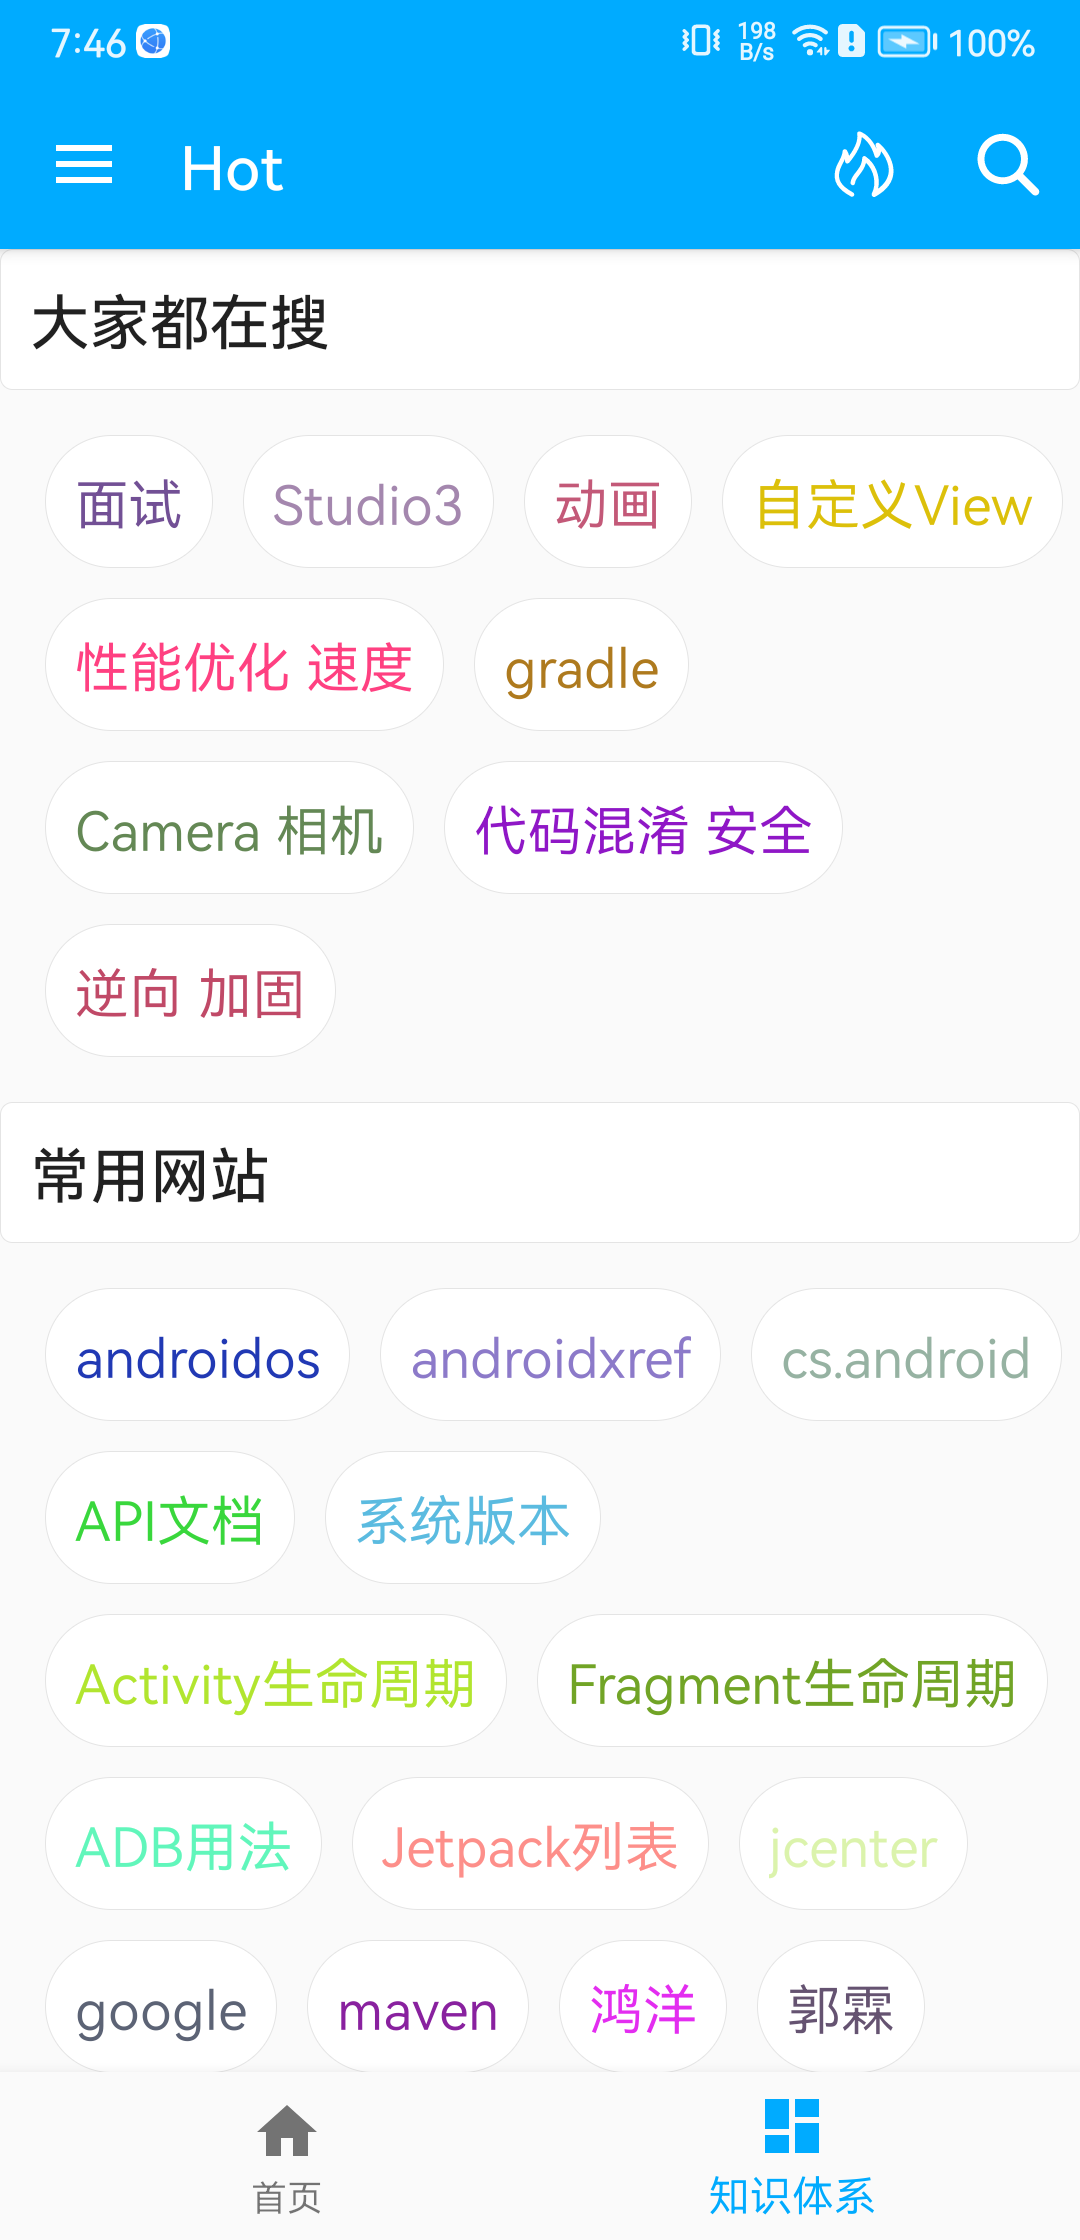 7:46 198 B/s 100%
Hot
大家都在搜
面试 Studio3 动画 自定义View
性能优化 速度 gradle
Camera 相机 代码混淆 安全
逆向 加固
常用网站
androidos androidxref cs.android
API文档 系统版本
Activity生命周期 Fragment生命周期
ADB用法 Jetpack列表 jcenter
google maven 鸿洋 郭霖
首页 知识体系